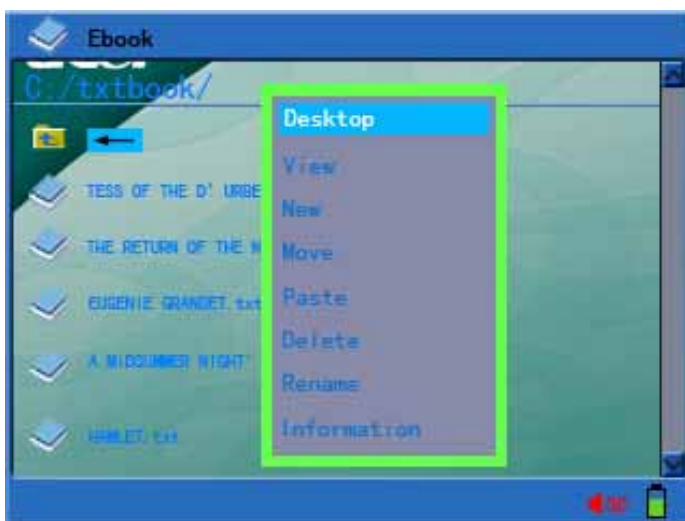 Ebook
C:/txtbook/
Desktop
View
TESS OF THE D' URBE
New
THE RETURN OF THE N
Move
EUGENIE GRANDET.txt
Paste
Delete
A MIDSUMMER NIGHT'
Rename
HAMLET.txt
Information